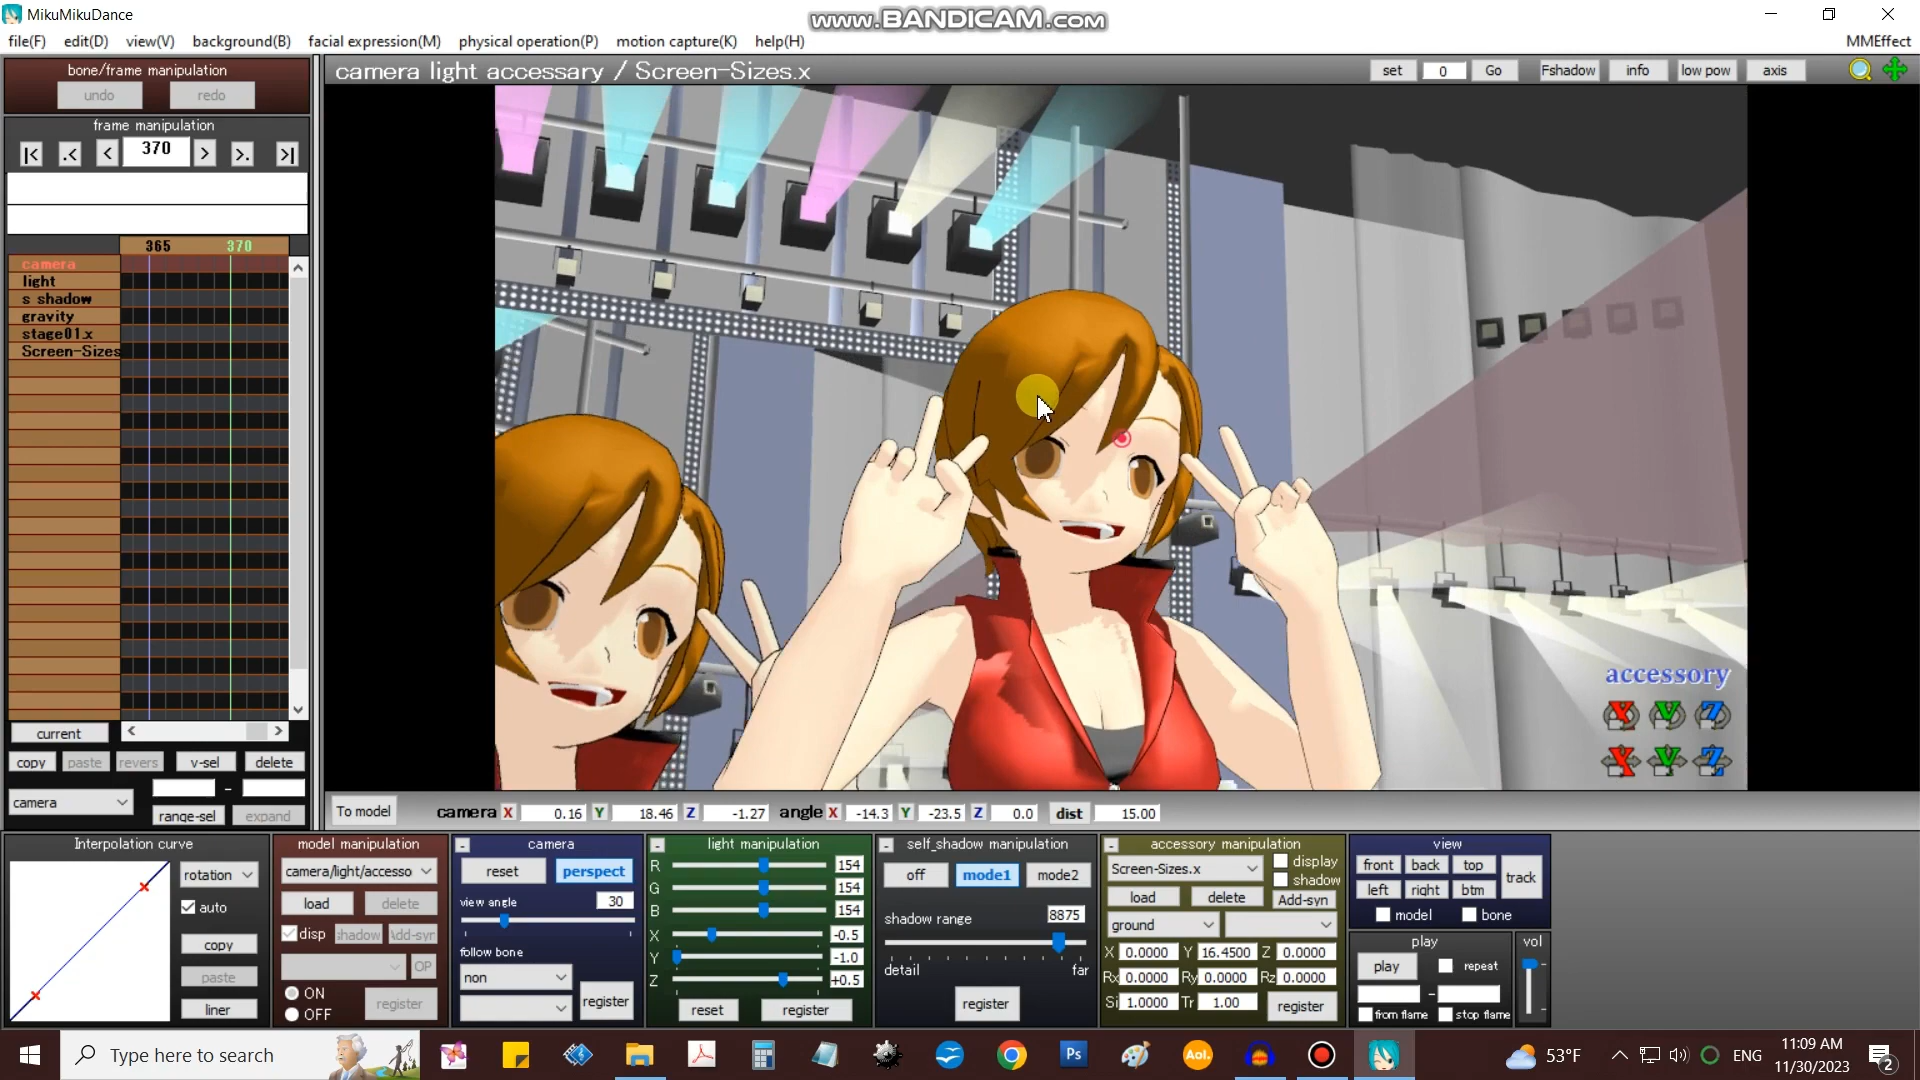 MikuMikuDance
www.BANDICAM.com
file(F) edit(D) view(V) background(B) facial expression(M) physical operation(P) motion capture(K) help(H) MMEffect
bone/frame manipulation
undo redo
frame manipulation
|< .< < 370 > >. >|
camera light accessary / Screen-Sizes.x set 0 Go Fshadow info low pow axis
365 370
camera
light
s shadow
gravity
stage01.x
Screen-Sizes
current
copy paste revers v-sel delete
camera -
range-sel expand
accessory
X Y Z
X Y Z
To model camera X 0.16 Y 18.46 Z -1.27 angle X -14.3 Y -23.5 Z 0.0 dist 15.00
Interpolation curve
rotation
auto
copy
paste
liner
model manipulation
camera/light/accesso
load delete
disp shadow Add-syn
OP
ON
OFF
register
- camera
reset perspect
view angle 30
follow bone
non
register
- light manipulation
R 154
G 154
B 154
X -0.5
Y -1.0
Z +0.5
reset register
- self_shadow manipulation
off mode1 mode2
shadow range 8875
detail far
register
- accessory manipulation
Screen-Sizes.x display
shadow
load delete Add-syn
ground
X 0.0000 Y 16.4500 Z 0.0000
Rx 0.0000 Ry 0.0000 Rz 0.0000
Si 1.0000 Tr 1.00 register
view
front back top
left right btm track
model bone
play
play repeat
-
from flame stop flame
vol
Type here to search
Ps
Aol.
53°F
ENG
11:09 AM
11/30/2023
2